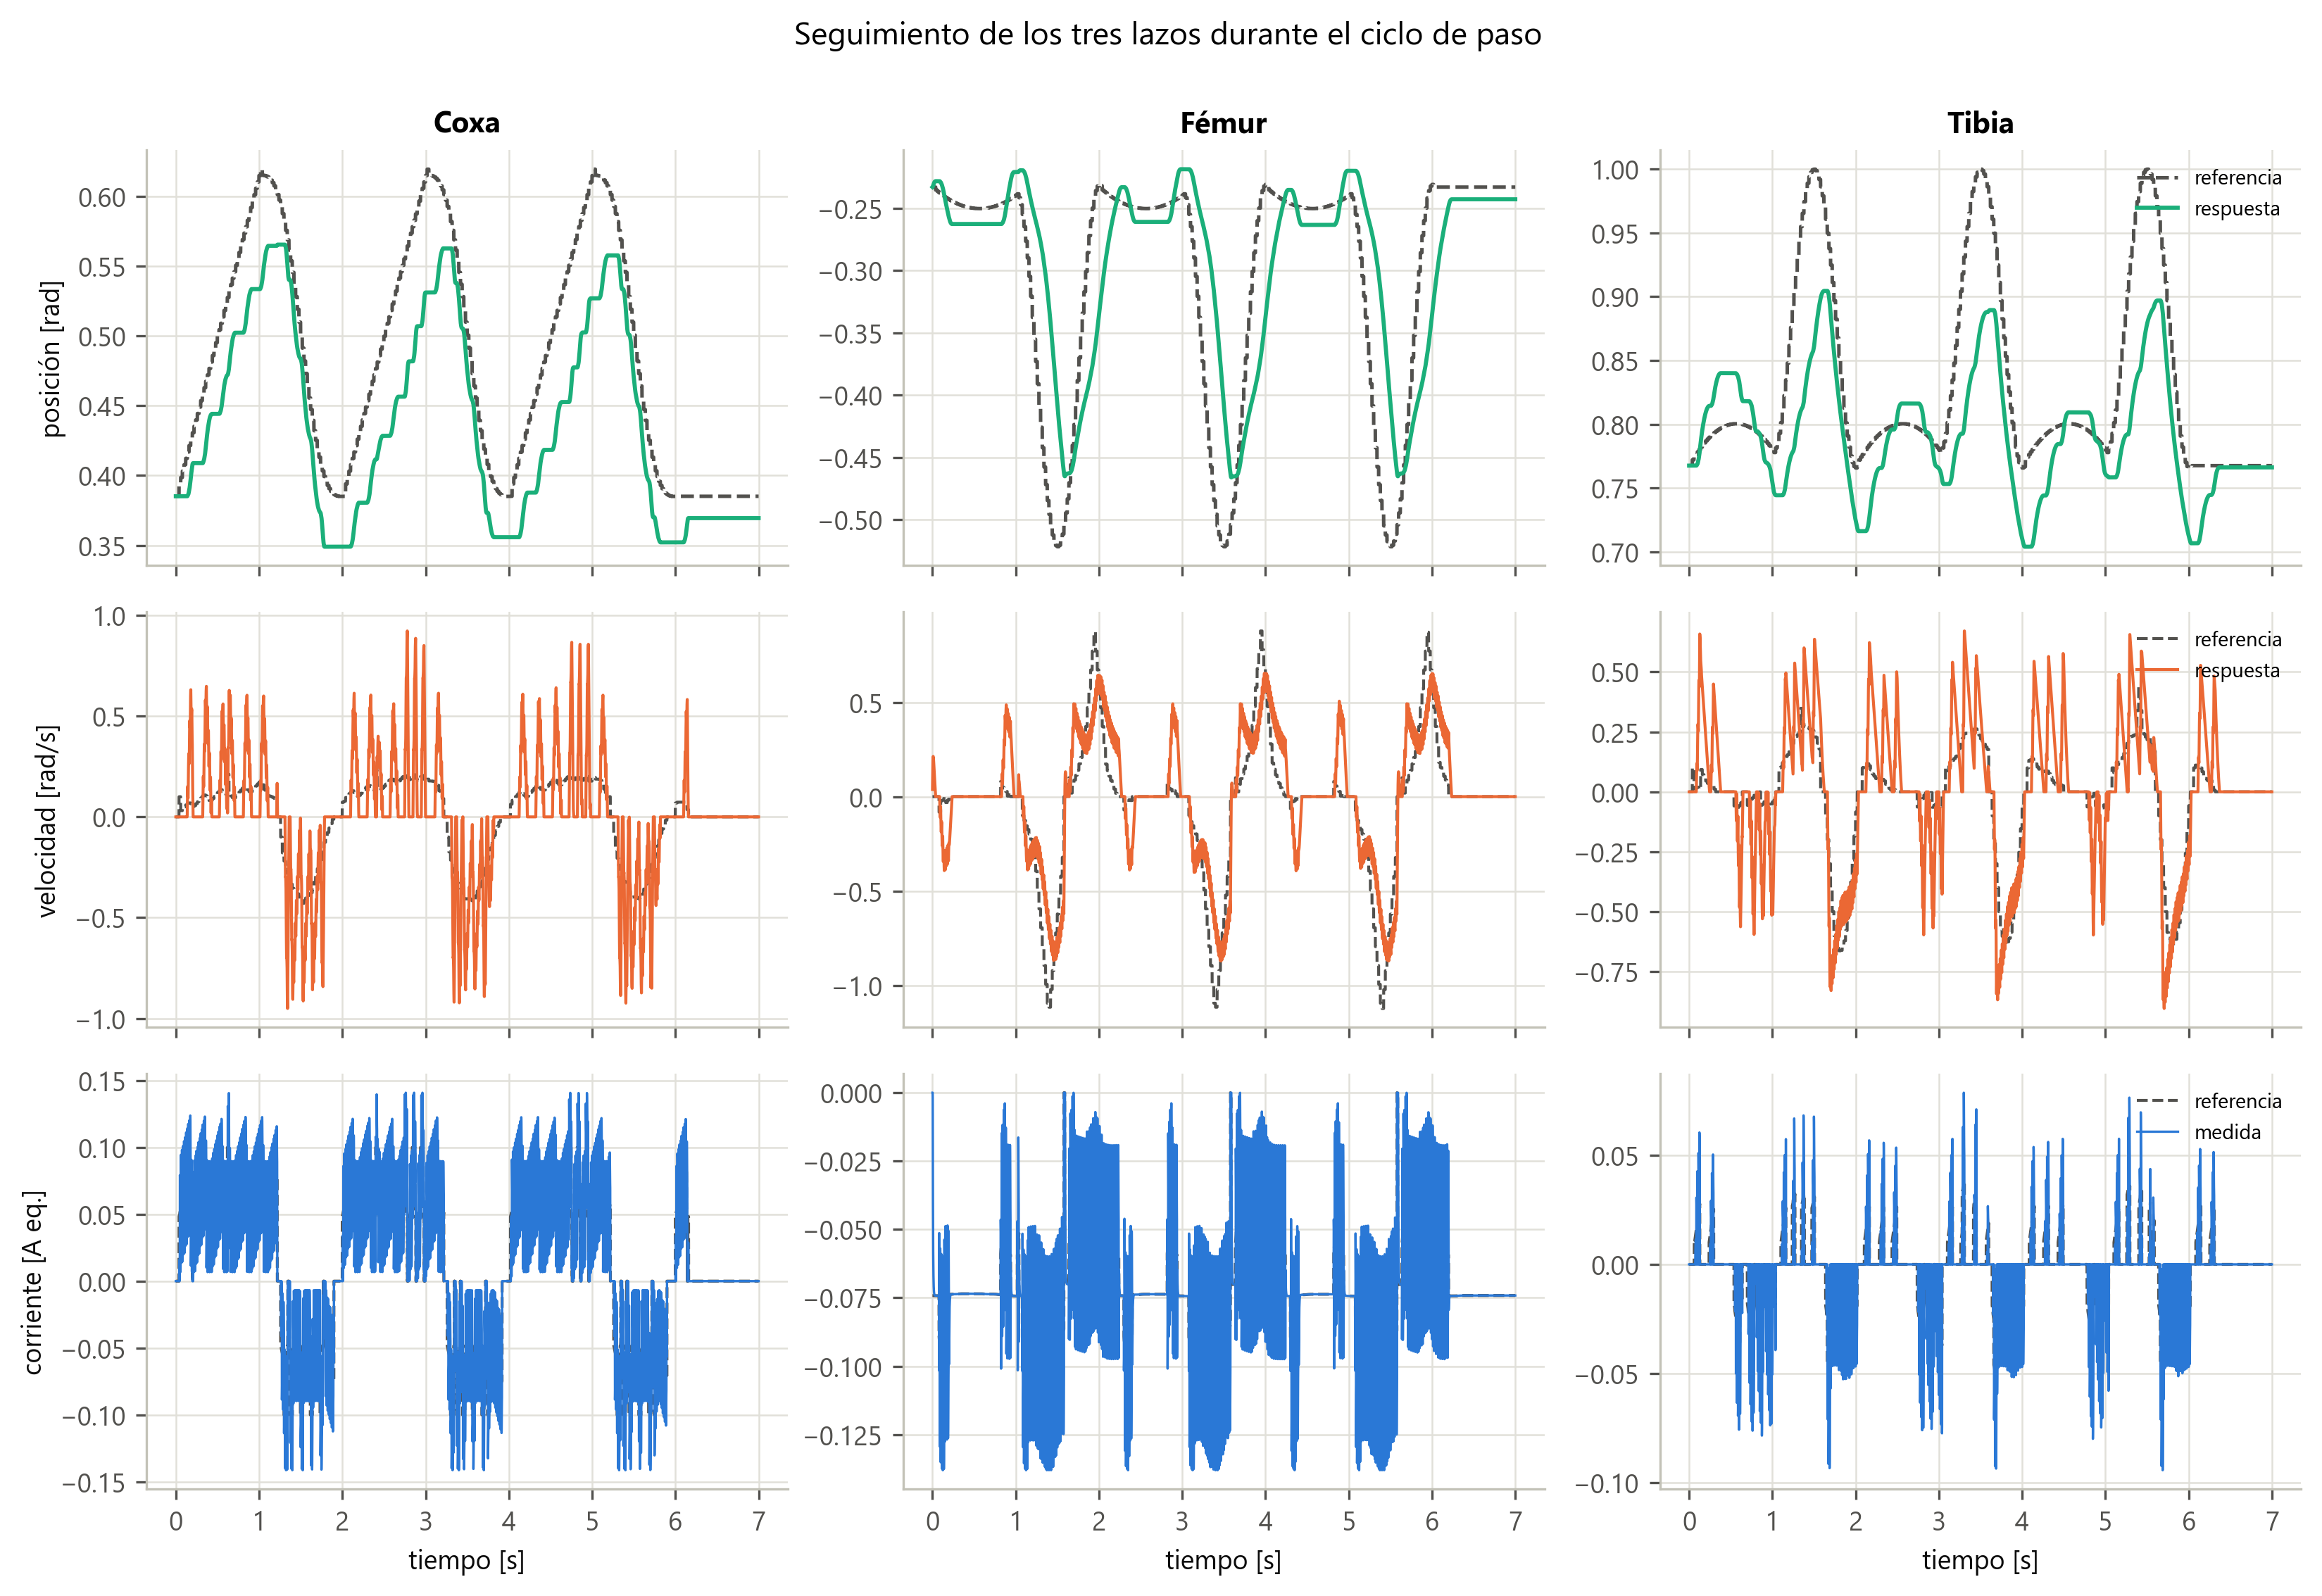 Seguimiento de los tres lazos durante el ciclo de paso
Coxa
Fémur
Tibia
posición [rad]
0.60
0.55
0.50
0.45
0.40
0.35
−0.25
−0.30
−0.35
−0.40
−0.45
−0.50
1.00
0.95
0.90
0.85
0.80
0.75
0.70
referencia
respuesta
velocidad [rad/s]
1.0
0.5
0.0
−0.5
−1.0
0.5
0.0
−0.5
−1.0
0.50
0.25
0.00
−0.25
−0.50
−0.75
referencia
respuesta
corriente [A eq.]
0.15
0.10
0.05
0.00
−0.05
−0.10
−0.15
0.000
−0.025
−0.050
−0.075
−0.100
−0.125
0.05
0.00
−0.05
−0.10
referencia
medida
0 1 2 3 4 5 6 7
0 1 2 3 4 5 6 7
0 1 2 3 4 5 6 7
tiempo [s]
tiempo [s]
tiempo [s]